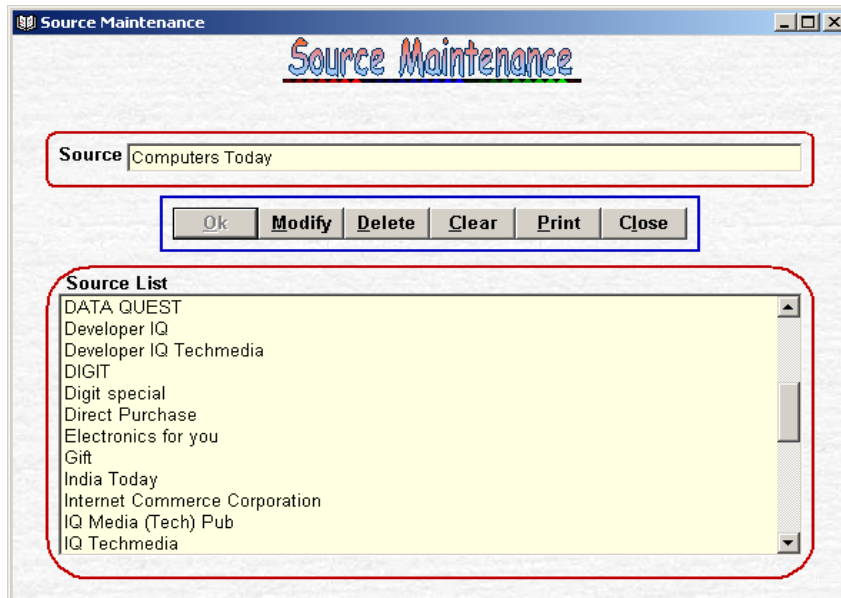 Source Maintenance
Source Maintenance
Source Computers Today
Ok Modify Delete Clear Print Close
Source List
DATA QUEST
Developer IQ
Developer IQ Techmedia
DIGIT
Digit special
Direct Purchase
Electronics for you
Gift
India Today
Internet Commerce Corporation
IQ Media (Tech) Pub
IQ Techmedia